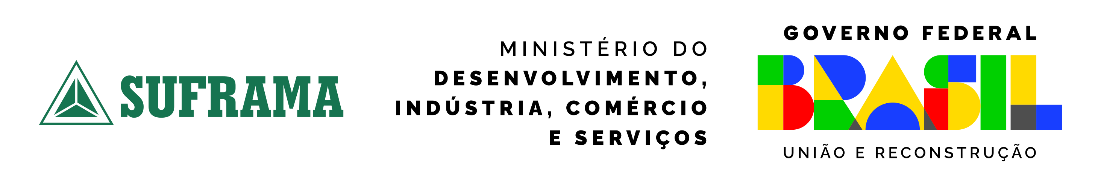 SUFRAMA
MINISTÉRIO DO
DESENVOLVIMENTO,
INDÚSTRIA, COMÉRCIO
E SERVIÇOS
GOVERNO FEDERAL
BRASIL
UNIÃO E RECONSTRUÇÃO